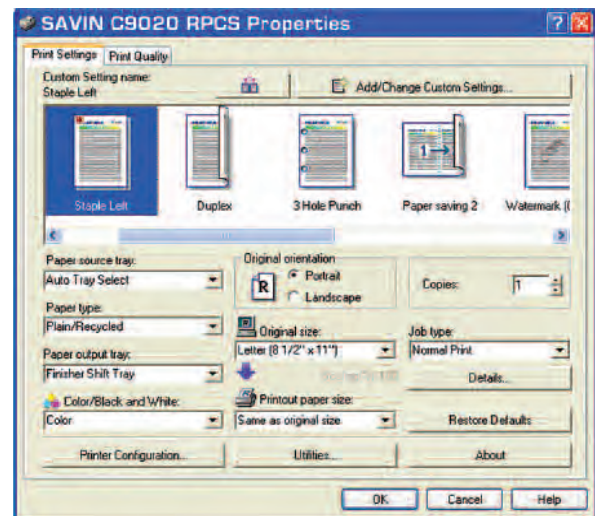 SAVIN C9020 RPCS Properties
Print Settings Print Quality
Custom Setting name:
Staple Left
Add/Change Custom Settings...
Staple Left Duplex 3 Hole Punch Paper saving 2 Watermark (C
1
Paper source tray:
Auto Tray Select
Original orientation
R
Portrait
Landscape
Copies: 1
Paper type:
Plain/Recycled
Original size:
Letter (8 1/2" x 11")
Job type:
Normal Print
Paper output tray:
Finisher Shift Tray
Details...
Color/Black and White:
Color
Printout paper size:
Same as original size
Restore Defaults
Printer Configuration... Utilities... About
OK Cancel Help